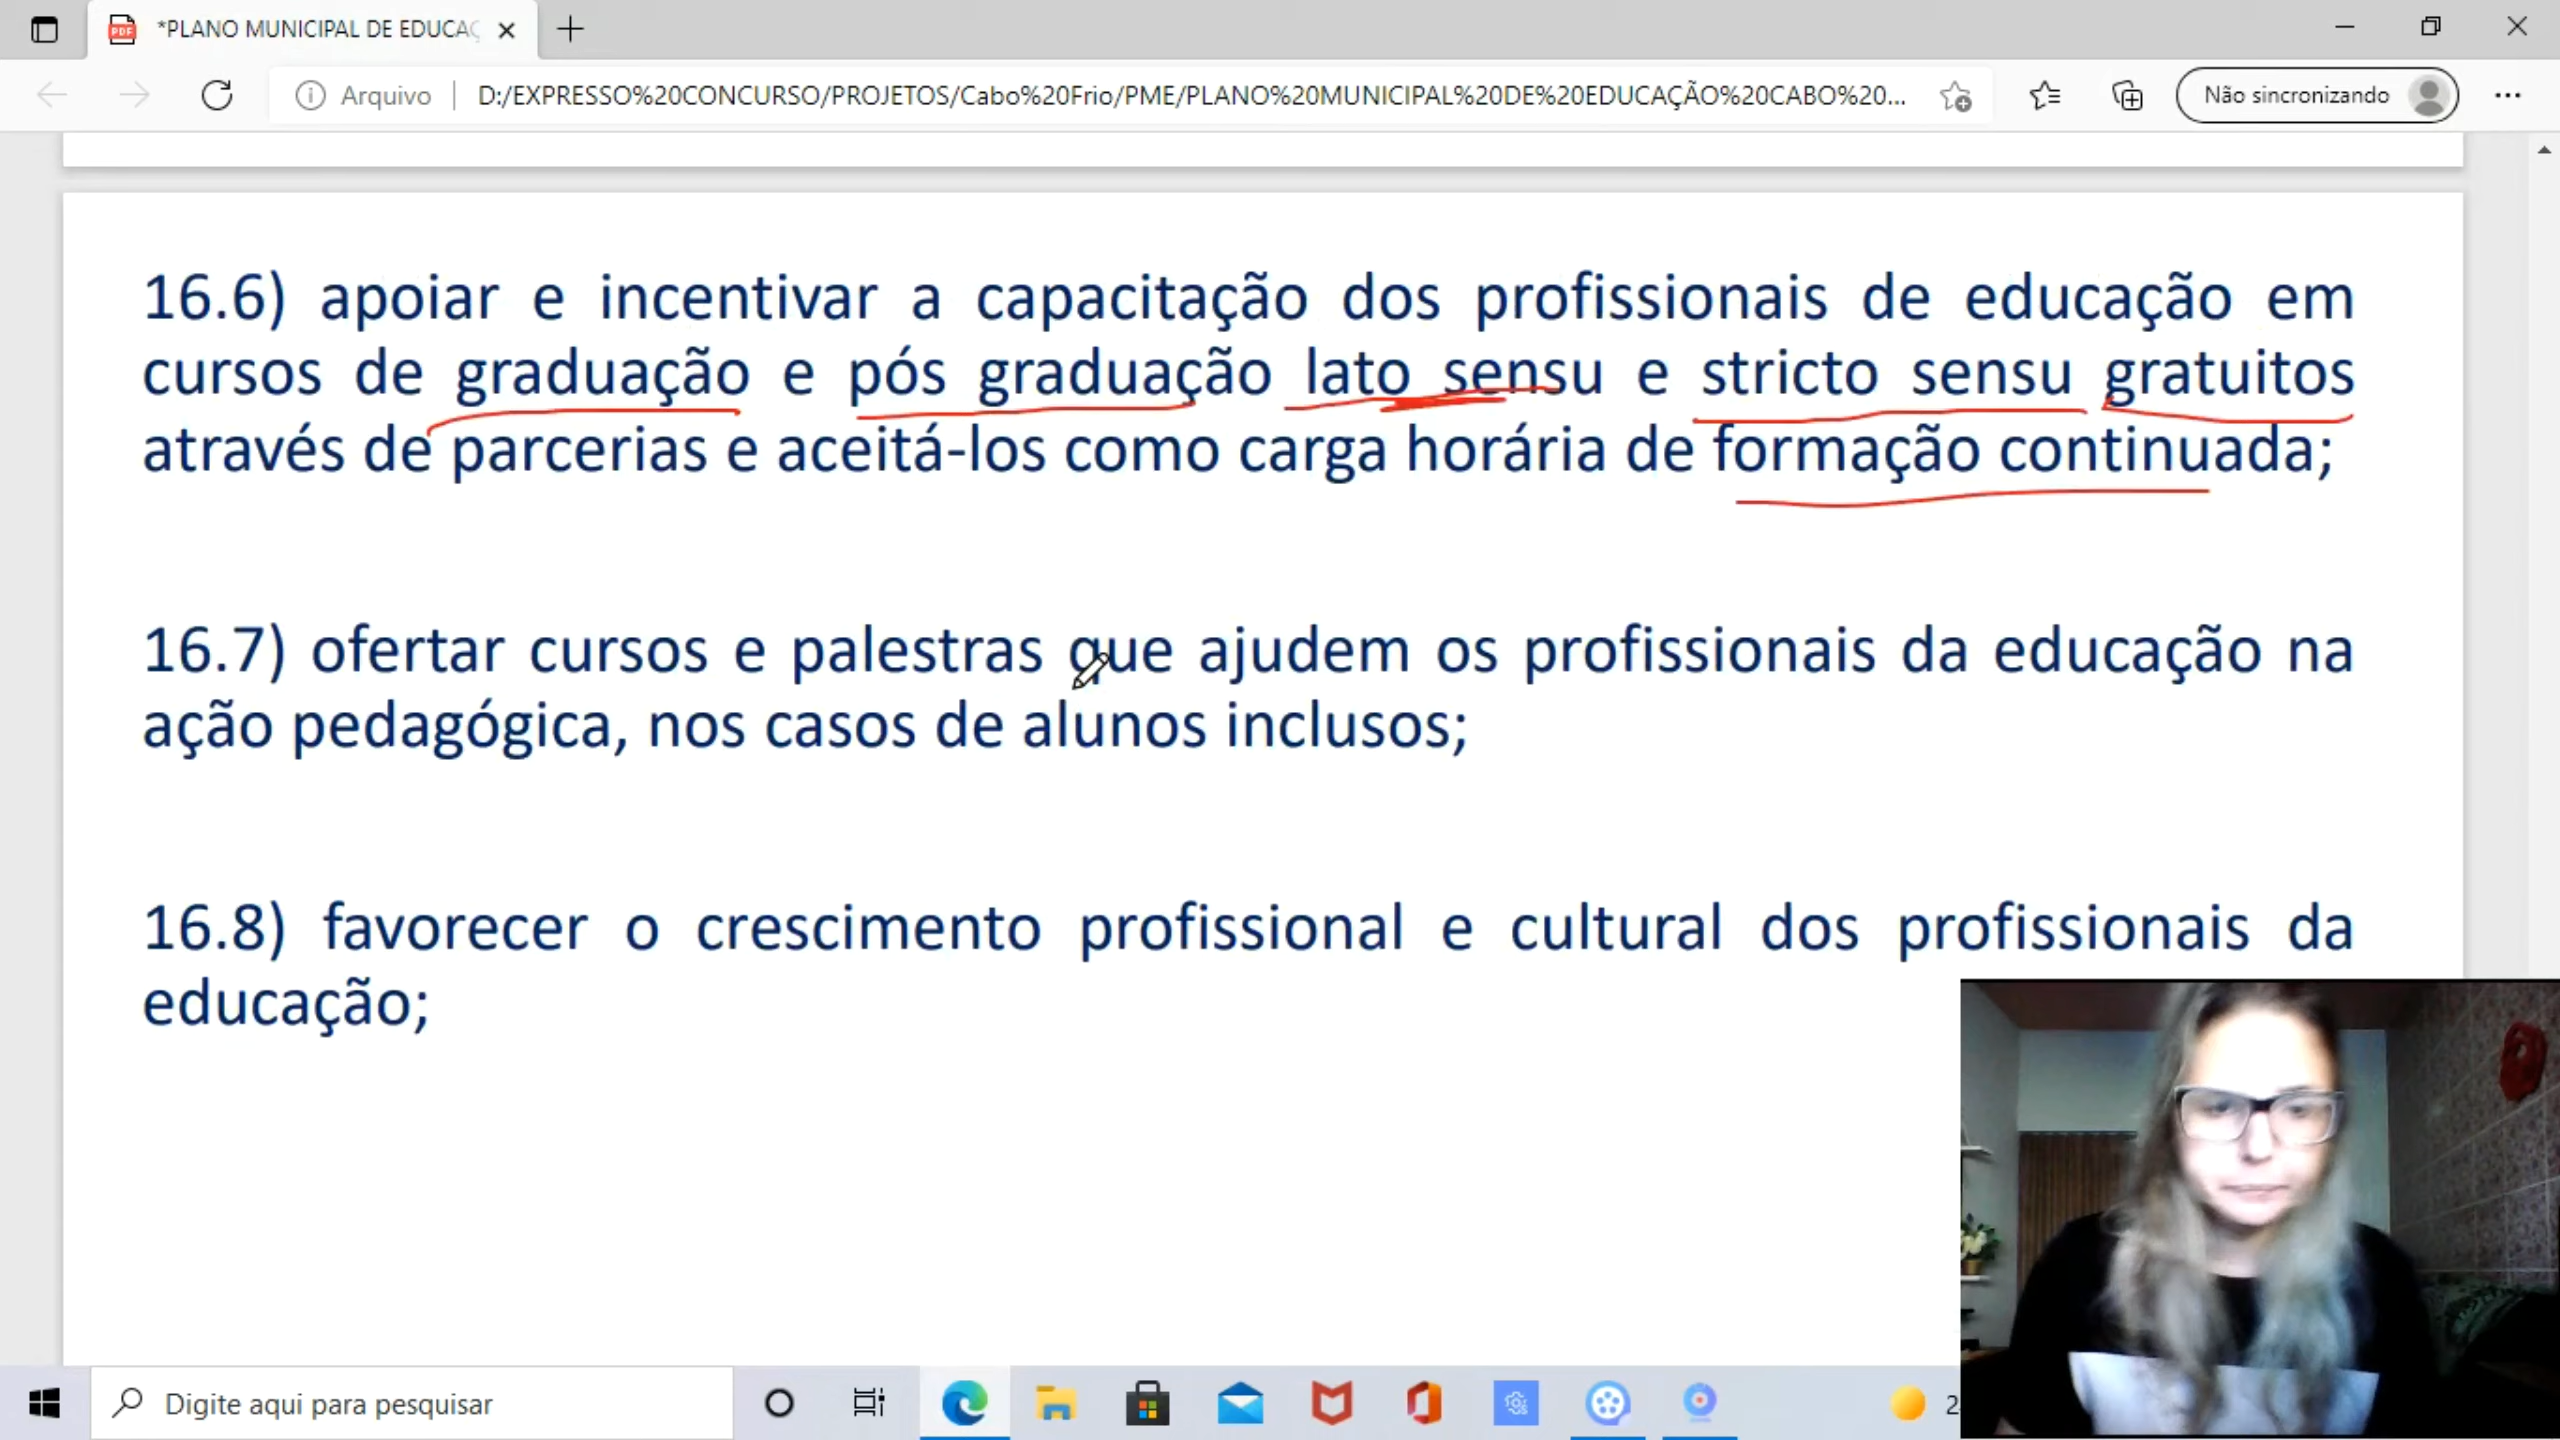 *PLANO MUNICIPAL DE EDUCAÇ
Arquivo
D:/EXPRESSO%20CONCURSO/PROJETOS/Cabo%20Frio/PME/PLANO%20MUNICIPAL%20DE%20EDUCAÇÃO%20CABO%20...
Não sincronizando
16.6) apoiar e incentivar a capacitação dos profissionais de educação em
cursos de graduação e pós graduação lato sensu e stricto sensu gratuitos
através de parcerias e aceitá-los como carga horária de formação continuada;
16.7) ofertar cursos e palestras que ajudem os profissionais da educação na
ação pedagógica, nos casos de alunos inclusos;
16.8) favorecer o crescimento profissional e cultural dos profissionais da
educação;
Digite aqui para pesquisar
2